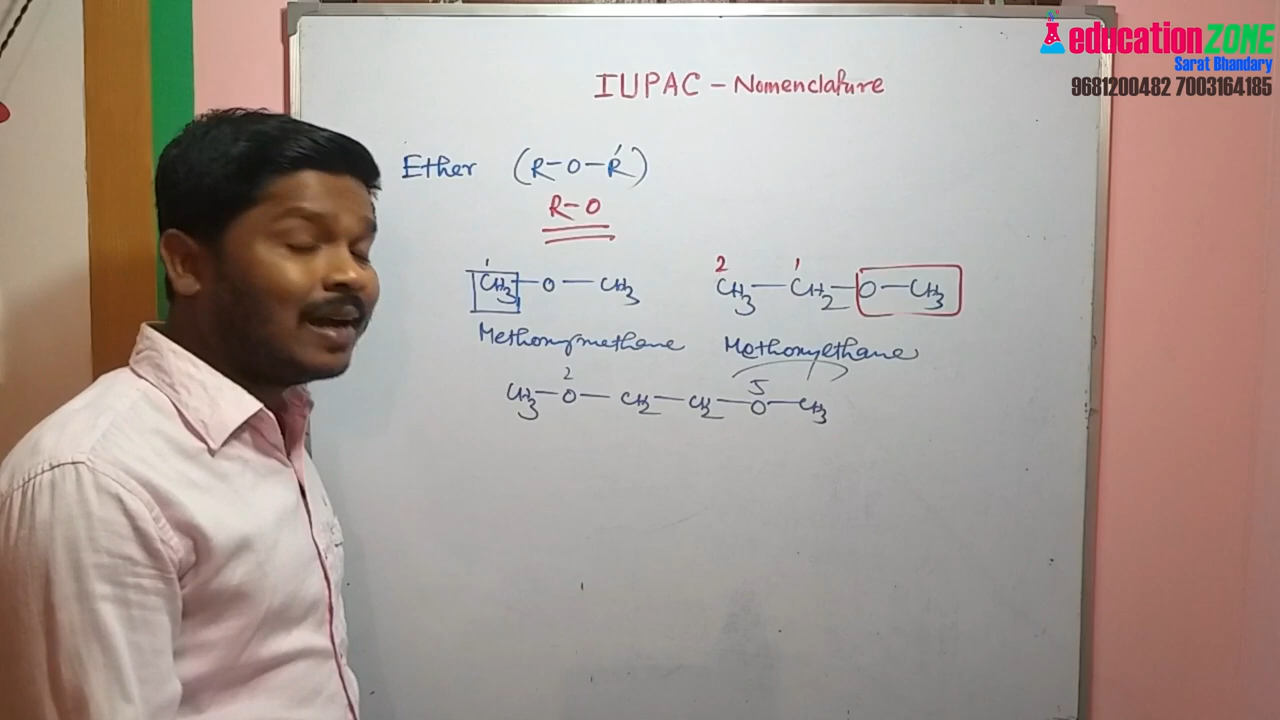 educationZONE
Sarat Bhandary
9681200482 7003164185
IUPAC - Nomenclature
Ether (R-O-R')
R-O
1
CH3-O-CH3
2 1
CH3-CH2-O-CH3
Methoxymethane
Methoxyethane
2 5
CH3-O-CH2-CH2-O-CH3